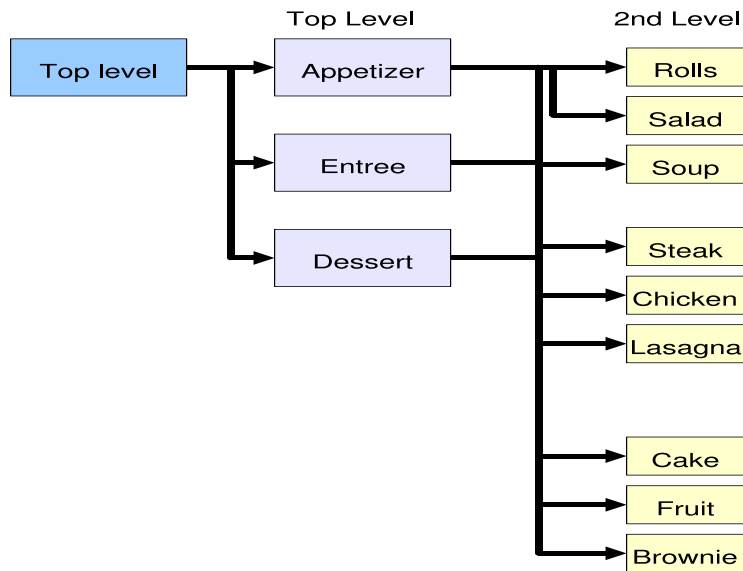 Top Level
2nd Level
Top level
Appetizer
Entree
Dessert
Rolls
Salad
Soup
Steak
Chicken
Lasagna
Cake
Fruit
Brownie